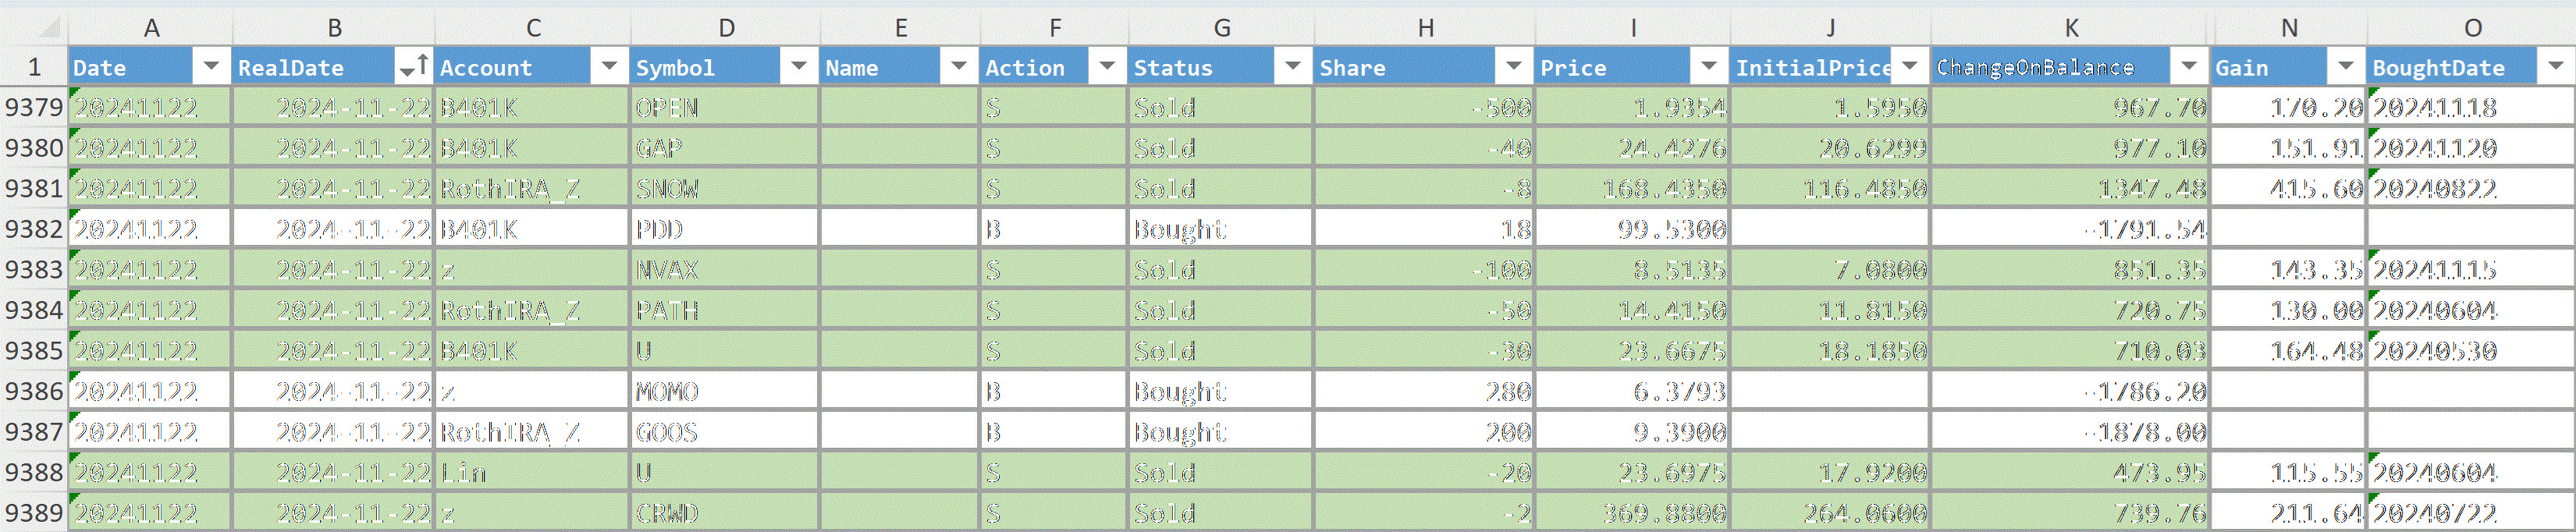 A B C D E F G H I J K N O
1 Date RealDate Account Symbol Name Action Status Share Price InitialPrice ChangeOnBalance Gain BoughtDate
9379 20241122 2024-11-22 B401K OPEN S Sold -500 1.9354 1.5950 967.70 170.20 20241118
9380 20241122 2024-11-22 B401K GAP S Sold -40 24.4276 20.6299 977.10 151.91 20241120
9381 20241122 2024-11-22 RothIRA_Z SNOW S Sold -8 168.4350 116.4850 1347.48 415.60 20240822
9382 20241122 2024-11-22 B401K PDD B Bought 18 99.5300 -1791.54
9383 20241122 2024-11-22 z NVAX S Sold -100 8.5135 7.0800 851.35 143.35 20241115
9384 20241122 2024-11-22 RothIRA_Z PATH S Sold -50 14.4150 11.8150 720.75 130.00 20240604
9385 20241122 2024-11-22 B401K U S Sold -30 23.6675 18.1850 710.03 164.48 20240530
9386 20241122 2024-11-22 z MOMO B Bought 280 6.3793 -1786.20
9387 20241122 2024-11-22 RothIRA_Z GOOS B Bought 200 9.3900 -1878.00
9388 20241122 2024-11-22 Lin U S Sold -20 23.6975 17.9200 473.95 115.55 20240604
9389 20241122 2024-11-22 z CRWD S Sold -2 369.8800 264.0600 739.76 211.64 20240722